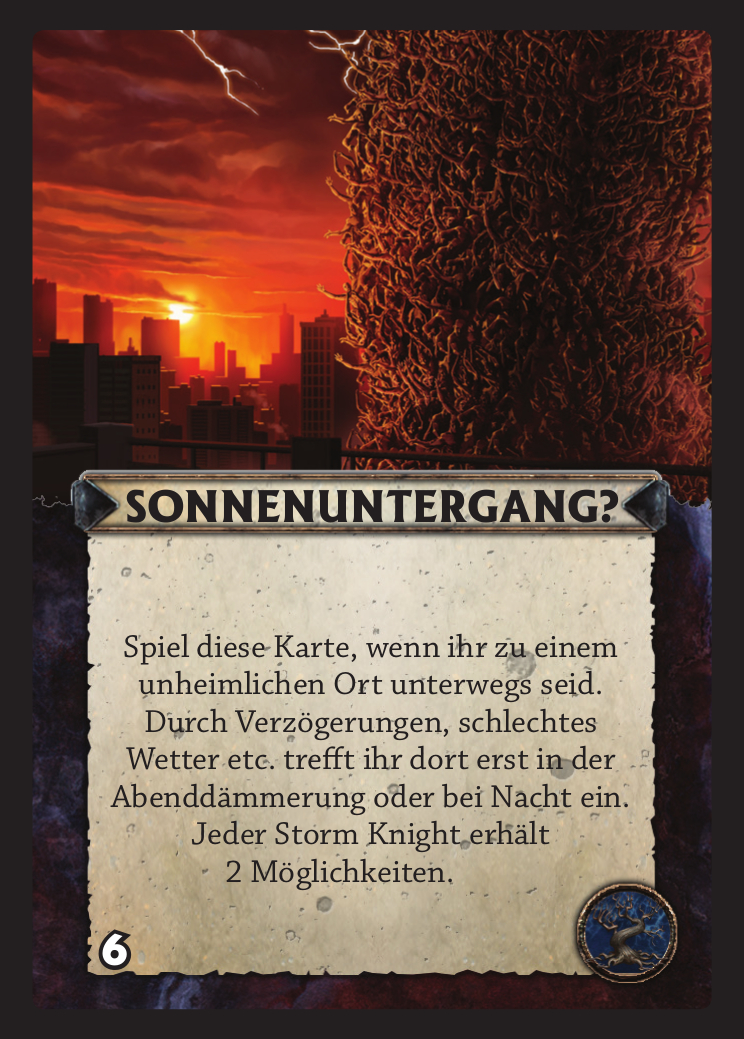 SONNENUNTERGANG?
Spiel diese Karte, wenn ihr zu einem
unheimlichen Ort unterwegs seid.
Durch Verzögerungen, schlechtes
Wetter etc. trefft ihr dort erst in der
Abenddämmerung oder bei Nacht ein.
Jeder Storm Knight erhält
2 Möglichkeiten.
6